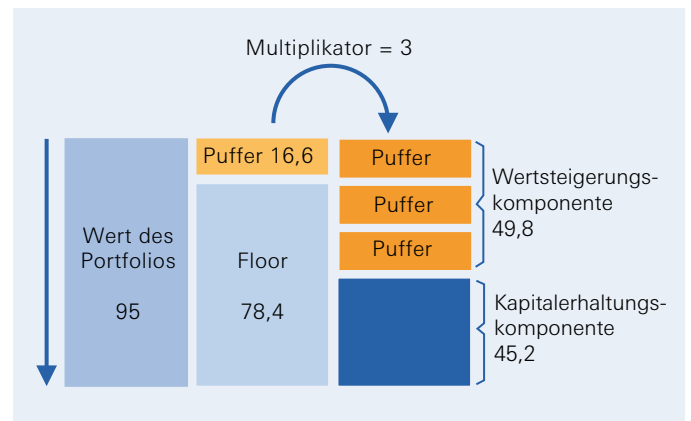 Multiplikator = 3
Wert des
Portfolios
95
Puffer 16,6
Floor
78,4
Puffer
Puffer
Puffer
Wertsteigerungs-
komponente
49,8
Kapitalerhaltungs-
komponente
45,2